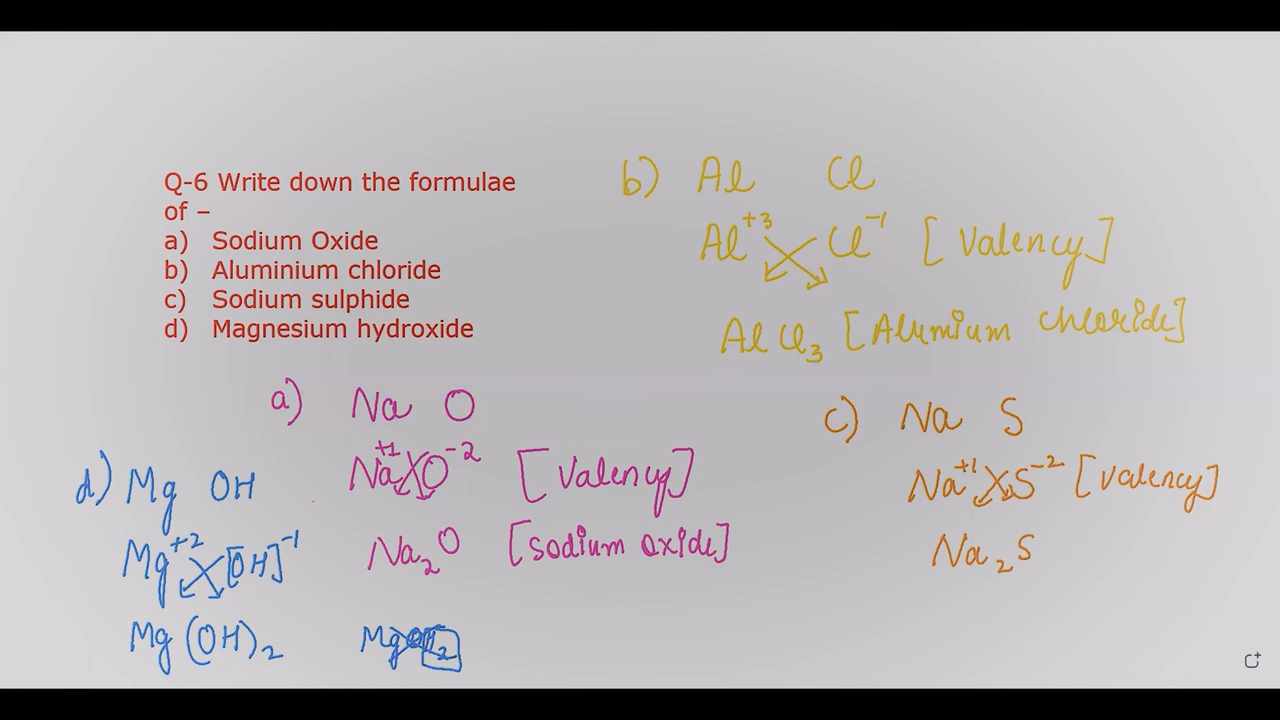 Q-6 Write down the formulae
of –
a) Sodium Oxide
b) Aluminium chloride
c) Sodium sulphide
d) Magnesium hydroxide
b) Al Cl
Al+3 Cl-1 [Valency]
AlCl3 [Alumium chloride]
a) Na O
Na+1 O-2 [Valency]
Na2O [Sodium oxide]
c) Na S
Na+1 S-2 [Valency]
Na2S
d) Mg OH
Mg+2 [OH]-1
Mg(OH)2 MgOH2